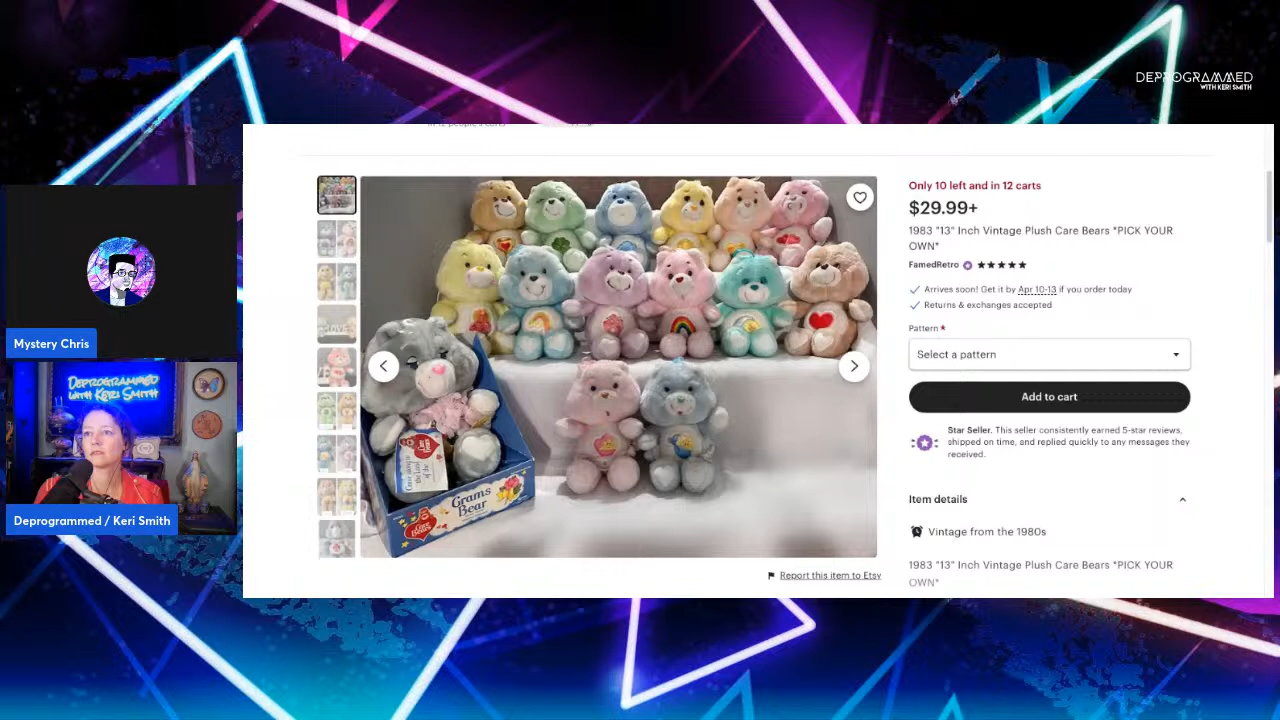 DEPROGRAMMED
WITH KERI SMITH
Only 10 left and in 12 carts
$29.99+
1983 "13" Inch Vintage Plush Care Bears *PICK YOUR
OWN*
FamedRetro
Arrives soon! Get it by Apr 10-13 if you order today
Returns & exchanges accepted
Pattern *
Select a pattern
Add to cart
Star Seller. This seller consistently earned 5-star reviews,
shipped on time, and replied quickly to any messages they
received.
Item details
Vintage from the 1980s
1983 "13" Inch Vintage Plush Care Bears *PICK YOUR
OWN*
Report this item to Etsy
Grams
Bear
Care Bears
Mystery Chris
DEPROGRAMMED
WITH KERI SMITH
Deprogrammed / Keri Smith